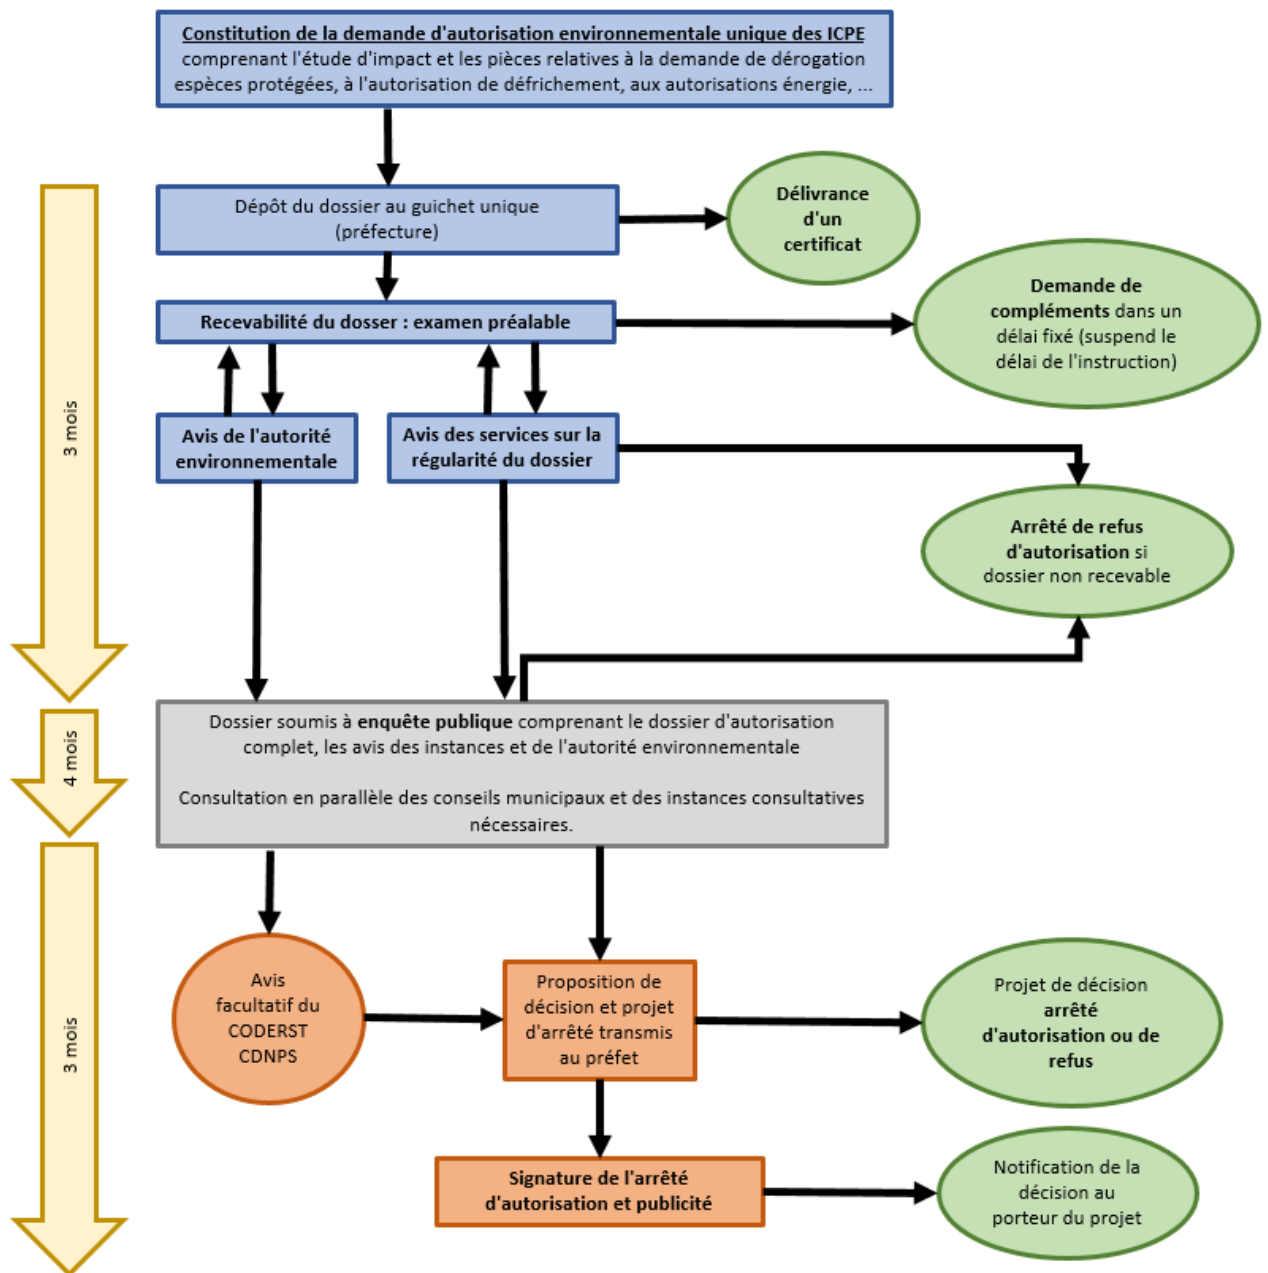 Constitution de la demande d'autorisation environnementale unique des ICPE
comprenant l'étude d'impact et les pièces relatives à la demande de dérogation
espèces protégées, à l'autorisation de défrichement, aux autorisations énergie, ...
Dépôt du dossier au guichet unique
(préfecture)
Délivrance
d'un
certificat
Recevabilité du dosser : examen préalable
Demande de
compléments dans un
délai fixé (suspend le
délai de l'instruction)
3 mois
Avis de l'autorité
environnementale
Avis des services sur la
régularité du dossier
Arrêté de refus
d'autorisation si
dossier non recevable
4 mois
Dossier soumis à enquête publique comprenant le dossier d'autorisation
complet, les avis des instances et de l'autorité environnementale
Consultation en parallèle des conseils municipaux et des instances consultatives
nécessaires.
3 mois
Avis
facultatif du
CODERST
CDNPS
Proposition de
décision et projet
d'arrêté transmis
au préfet
Projet de décision
arrêté
d'autorisation ou de
refus
Signature de l'arrêté
d'autorisation et publicité
Notification de la
décision au
porteur du projet